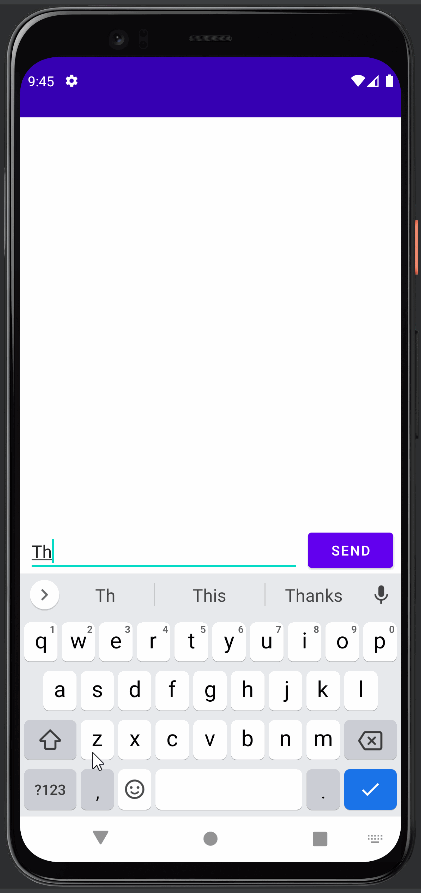 9:45
Th
SEND
Th This Thanks
q1 w2 e3 r4 t5 y6 u7 i8 o9 p0
a s d f g h j k l
z x c v b n m
?123 , .